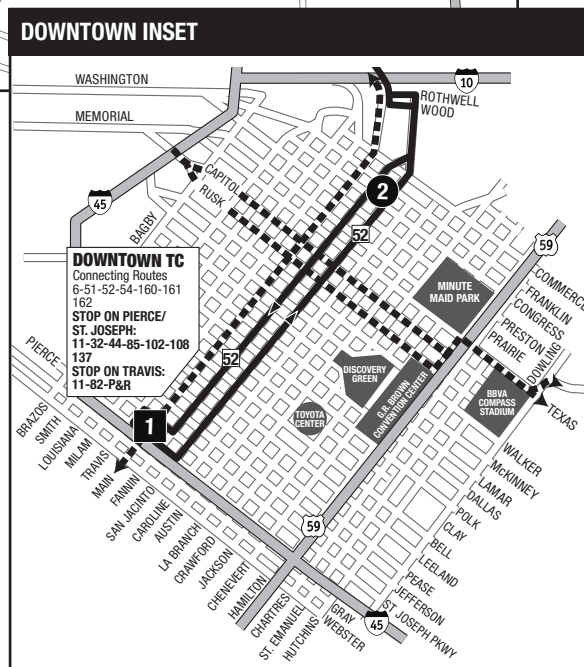 DOWNTOWN INSET
WASHINGTON
MEMORIAL
10
ROTHWELL
WOOD
CAPITOL
RUSK
45
BAGBY
2
52
59
DOWNTOWN TC
Connecting Routes
6-51-52-54-160-161
162
STOP ON PIERCE/
ST. JOSEPH:
11-32-44-85-102-108
137
STOP ON TRAVIS:
11-82-P&R
MINUTE
MAID PARK
COMMERCE
FRANKLIN
CONGRESS
PRESTON
PRAIRIE
DOWLING
TEXAS
52
DISCOVERY
GREEN
G.R. BROWN
CONVENTION CENTER
BBVA
COMPASS
STADIUM
TOYOTA
CENTER
PIERCE
1
BRAZOS
SMITH
LOUISIANA
MILAM
TRAVIS
MAIN
FANNIN
SAN JACINTO
CAROLINE
AUSTIN
LA BRANCH
CRAWFORD
JACKSON
CHENEVERT
HAMILTON
59
CHARTRES
ST. EMANUEL
HUTCHINS
WALKER
McKINNEY
LAMAR
DALLAS
POLK
CLAY
BELL
LEELAND
PEASE
JEFFERSON
ST JOSEPH PKWY
GRAY
WEBSTER
45